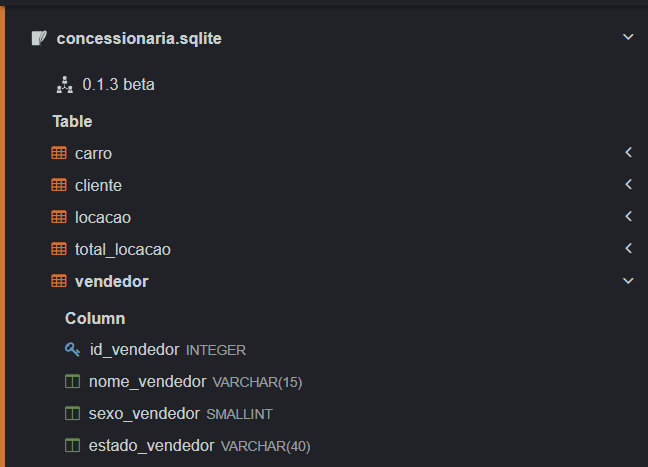 concessionaria.sqlite
0.1.3 beta
Table
carro
cliente
locacao
total_locacao
vendedor
Column
id_vendedor INTEGER
nome_vendedor VARCHAR(15)
sexo_vendedor SMALLINT
estado_vendedor VARCHAR(40)